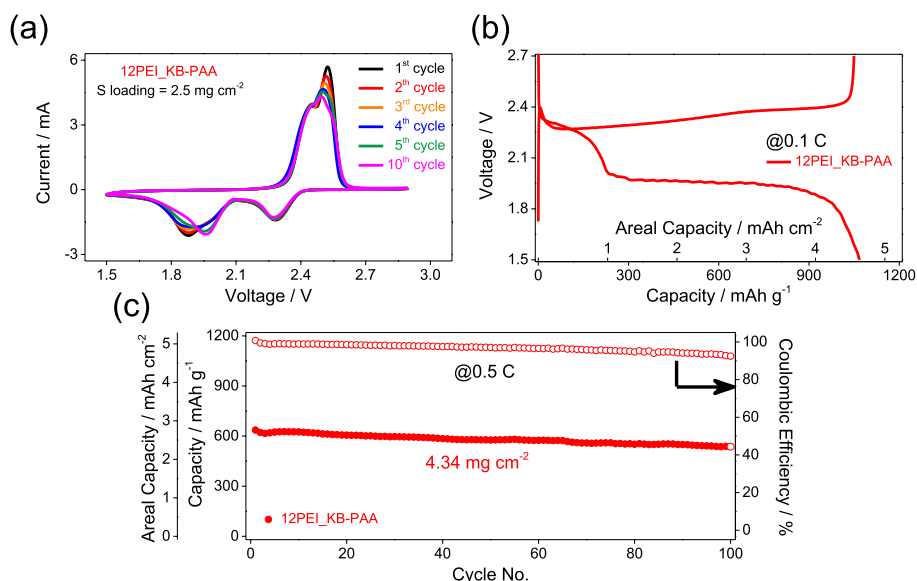 (a)
6
3
0
-3
Current / mA
12PEI_KB-PAA
S loading = 2.5 mg cm⁻²
1ˢᵗ cycle
2ᵗʰ cycle
3ʳᵈ cycle
4ᵗʰ cycle
5ᵗʰ cycle
10ᵗʰ cycle
1.5 1.8 2.1 2.4 2.7 3.0
Voltage / V
(b)
2.7
2.4
2.1
1.8
1.5
Voltage / V
@0.1 C
12PEI_KB-PAA
Areal Capacity / mAh cm⁻²
1 2 3 4 5
0 300 600 900 1200
Capacity / mAh g⁻¹
(c)
Areal Capacity / mAh cm⁻²
5
4
3
2
1
0
Capacity / mAh g⁻¹
1200
900
600
300
0
@0.5 C
4.34 mg cm⁻²
12PEI_KB-PAA
100
80
60
40
20
0
Coulombic Efficiency / %
0 20 40 60 80 100
Cycle No.